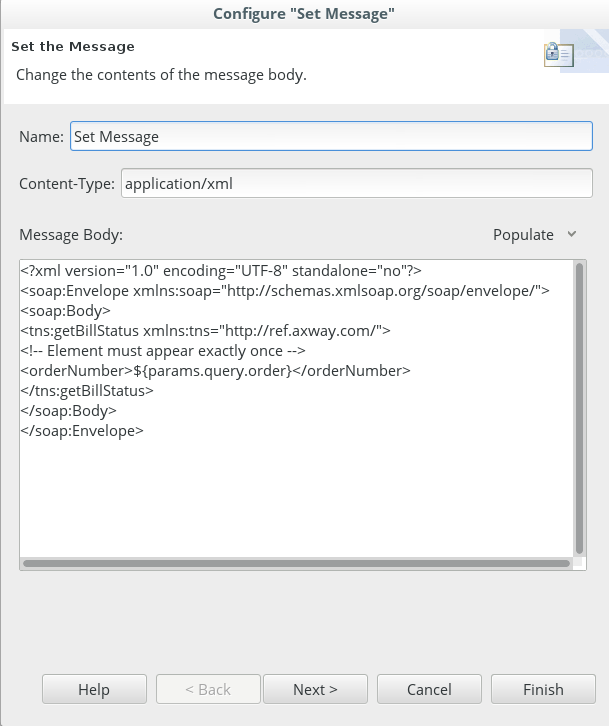 Configure "Set Message"
Set the Message
Change the contents of the message body.
Name: Set Message
Content-Type: application/xml
Message Body: Populate
<?xml version="1.0" encoding="UTF-8" standalone="no"?>
<soap:Envelope xmlns:soap="http://schemas.xmlsoap.org/soap/envelope/">
<soap:Body>
<tns:getBillStatus xmlns:tns="http://ref.axway.com/">
<!-- Element must appear exactly once -->
<orderNumber>${params.query.order}</orderNumber>
</tns:getBillStatus>
</soap:Body>
</soap:Envelope>
Help < Back Next > Cancel Finish